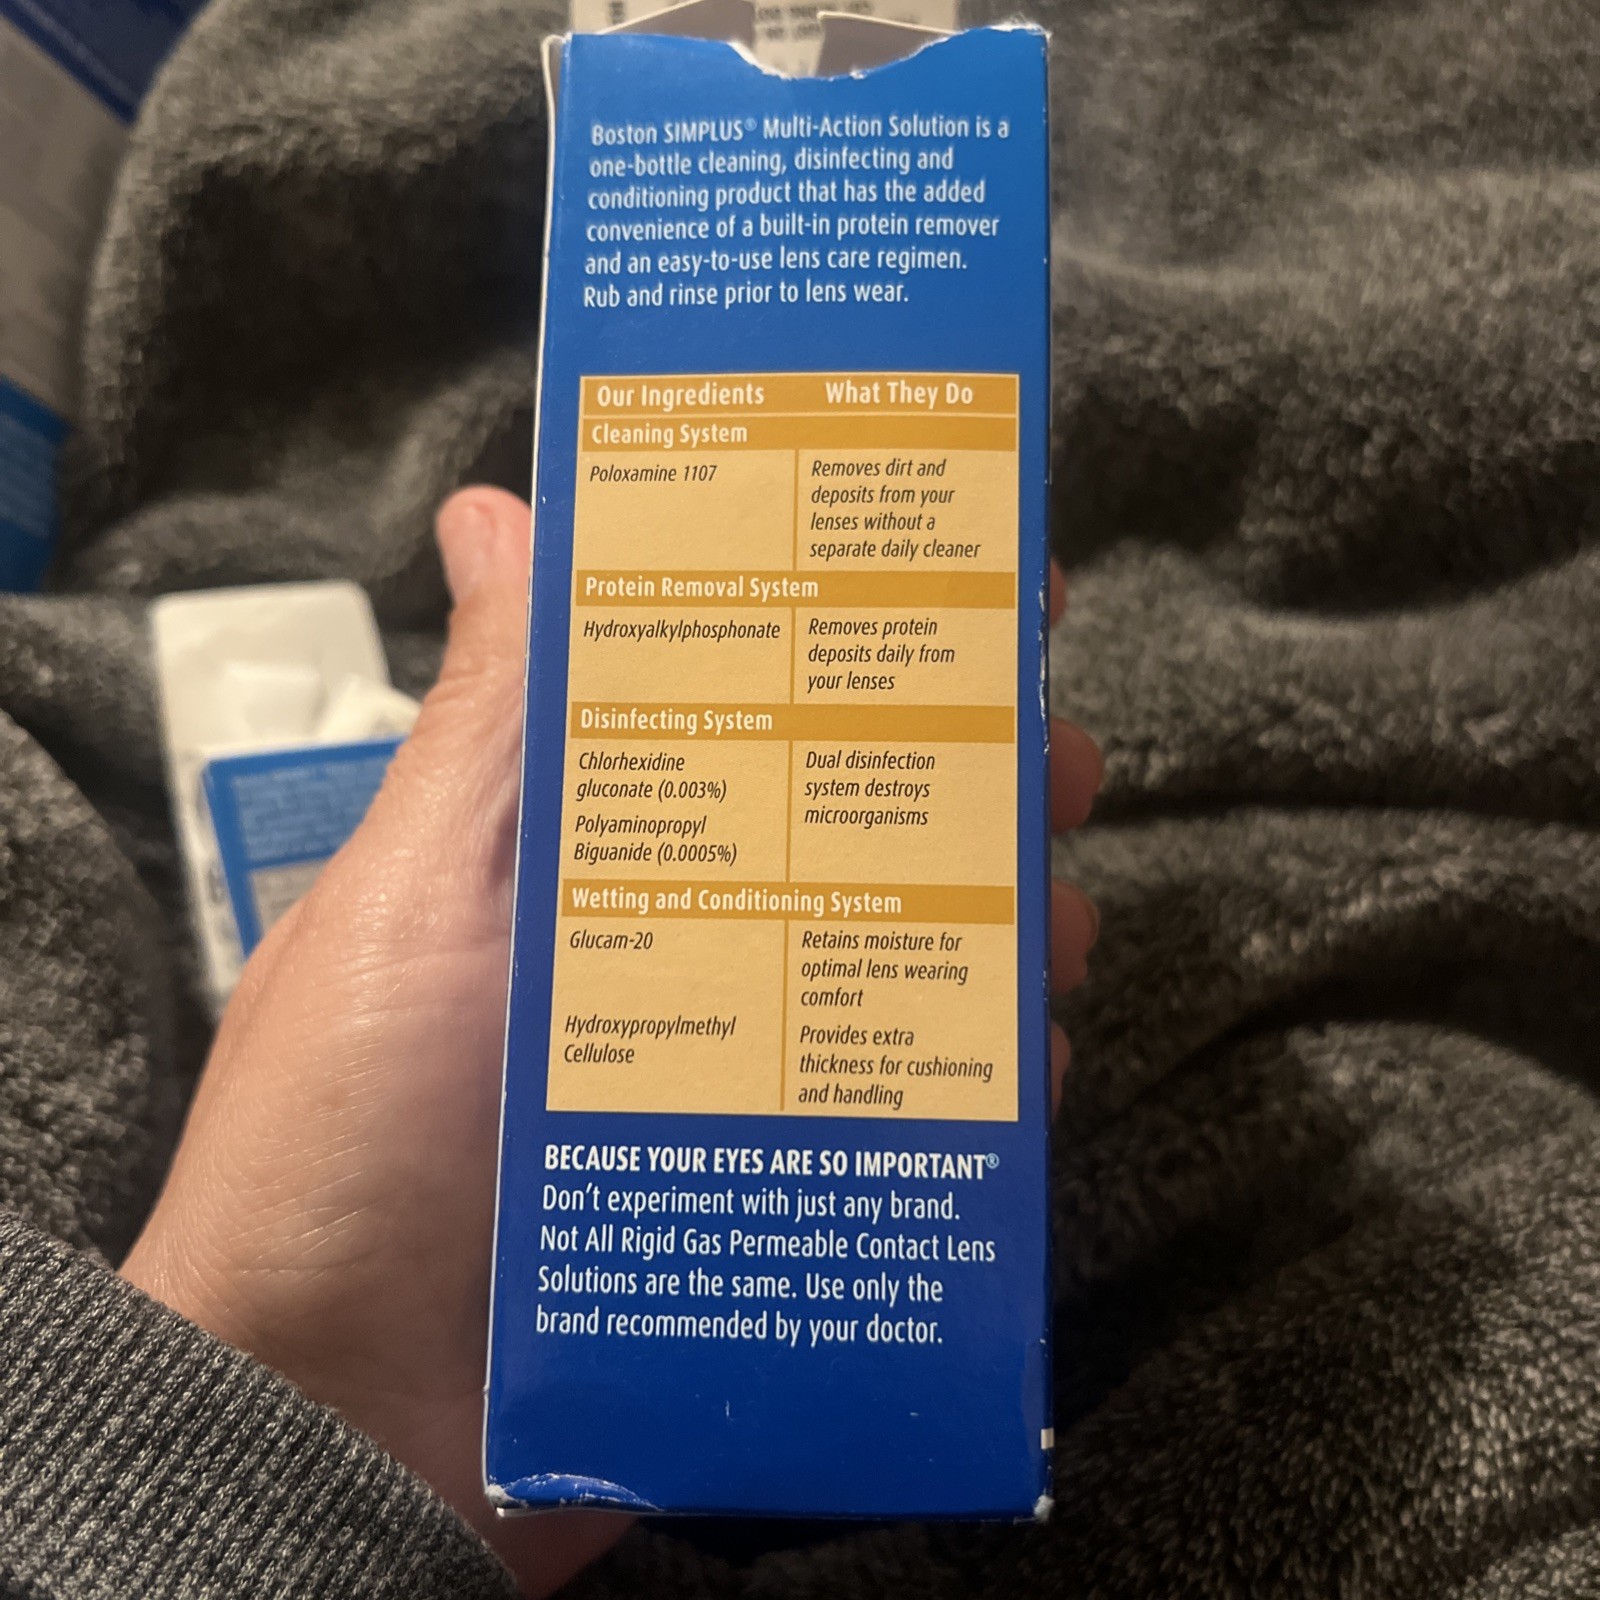 Boston SIMPLUS® Multi-Action Solution is a
one-bottle cleaning, disinfecting and
conditioning product that has the added
convenience of a built-in protein remover
and an easy-to-use lens care regimen.
Rub and rinse prior to lens wear.
Our Ingredients What They Do
Cleaning System
Poloxamine 1107
Removes dirt and
deposits from your
lenses without a
separate daily cleaner
Protein Removal System
Hydroxyalkylphosphonate
Removes protein
deposits daily from
your lenses
Disinfecting System
Chlorhexidine
gluconate (0.003%)
Polyaminopropyl
Biguanide (0.0005%)
Dual disinfection
system destroys
microorganisms
Wetting and Conditioning System
Glucam-20
Retains moisture for
optimal lens wearing
comfort
Hydroxypropylmethyl
Cellulose
Provides extra
thickness for cushioning
and handling
BECAUSE YOUR EYES ARE SO IMPORTANT®
Don't experiment with just any brand.
Not All Rigid Gas Permeable Contact Lens
Solutions are the same. Use only the
brand recommended by your doctor.